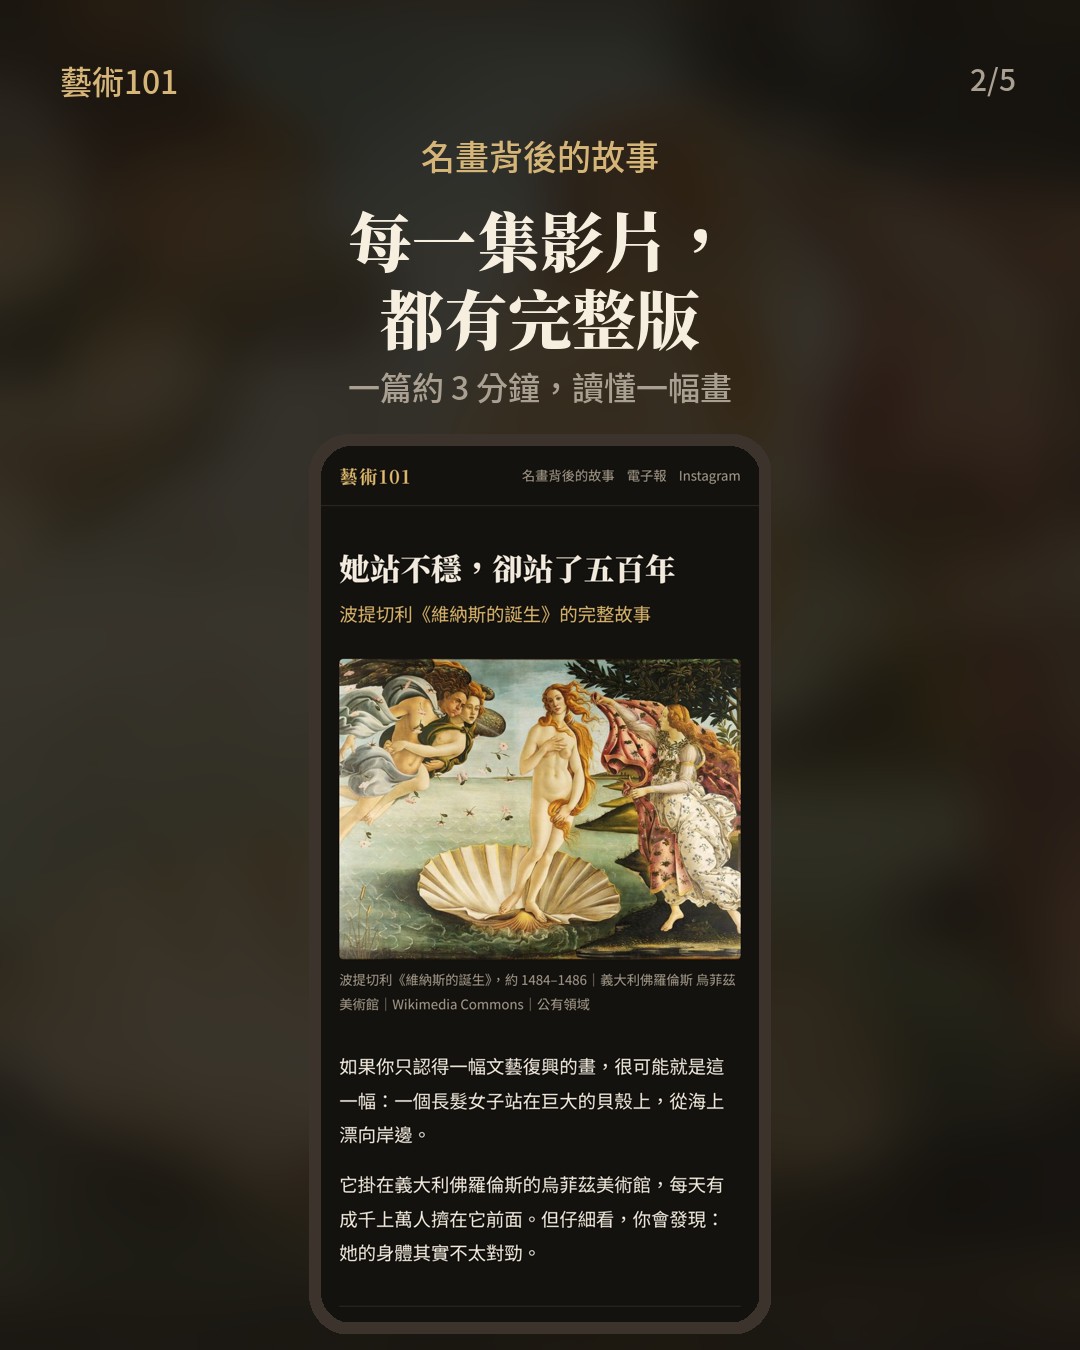 藝術101
2/5
名畫背後的故事
每一集影片，
都有完整版
一篇約 3 分鐘，讀懂一幅畫
藝術101
名畫背後的故事 電子報 Instagram
她站不穩，卻站了五百年
波提切利《維納斯的誕生》的完整故事
波提切利《維納斯的誕生》，約 1484–1486｜義大利佛羅倫斯 烏菲茲
美術館｜Wikimedia Commons｜公有領域
如果你只認得一幅文藝復興的畫，很可能就是這
一幅：一個長髮女子站在巨大的貝殼上，從海上
漂向岸邊。
它掛在義大利佛羅倫斯的烏菲茲美術館，每天有
成千上萬人擠在它前面。但仔細看，你會發現：
她的身體其實不太對勁。